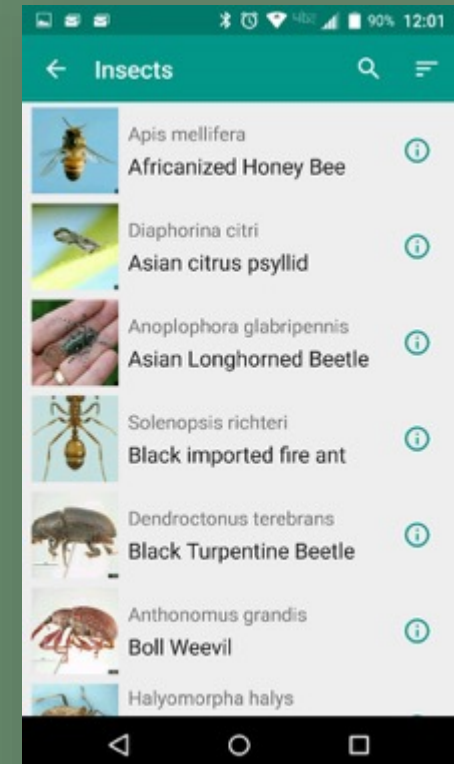 90% 12:01
Insects
Apis mellifera
Africanized Honey Bee
Diaphorina citri
Asian citrus psyllid
Anoplophora glabripennis
Asian Longhorned Beetle
Solenopsis richteri
Black imported fire ant
Dendroctonus terebrans
Black Turpentine Beetle
Anthonomus grandis
Boll Weevil
Halyomorpha halys